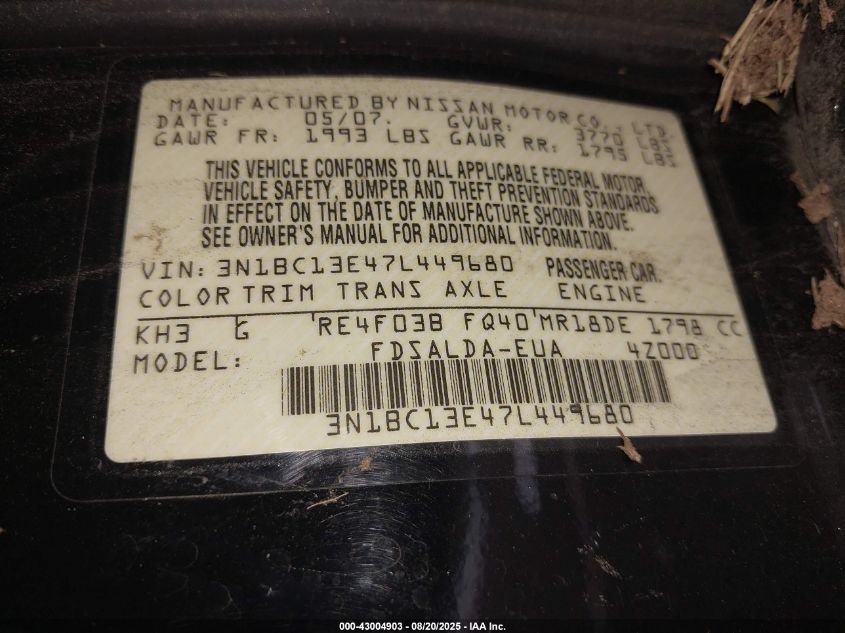 MANUFACTURED BY NISSAN MOTOR CO., LTD.
DATE: 05/07. GVWR: 3770 LBS
GAWR FR: 1993 LBS GAWR RR: 1795 LBS
THIS VEHICLE CONFORMS TO ALL APPLICABLE FEDERAL MOTOR
VEHICLE SAFETY, BUMPER AND THEFT PREVENTION STANDARDS
IN EFFECT ON THE DATE OF MANUFACTURE SHOWN ABOVE.
SEE OWNER'S MANUAL FOR ADDITIONAL INFORMATION.
VIN: 3N1BC13E47L449680 PASSENGER CAR.
COLOR TRIM TRANS AXLE ENGINE
KH3 G RE4F03B FQ40 MR18DE 1798 CC
MODEL: FDSALDA-EUA 4Z000
3N1BC13E47L449680
000-43004903 - 08/20/2025 - IAA Inc.